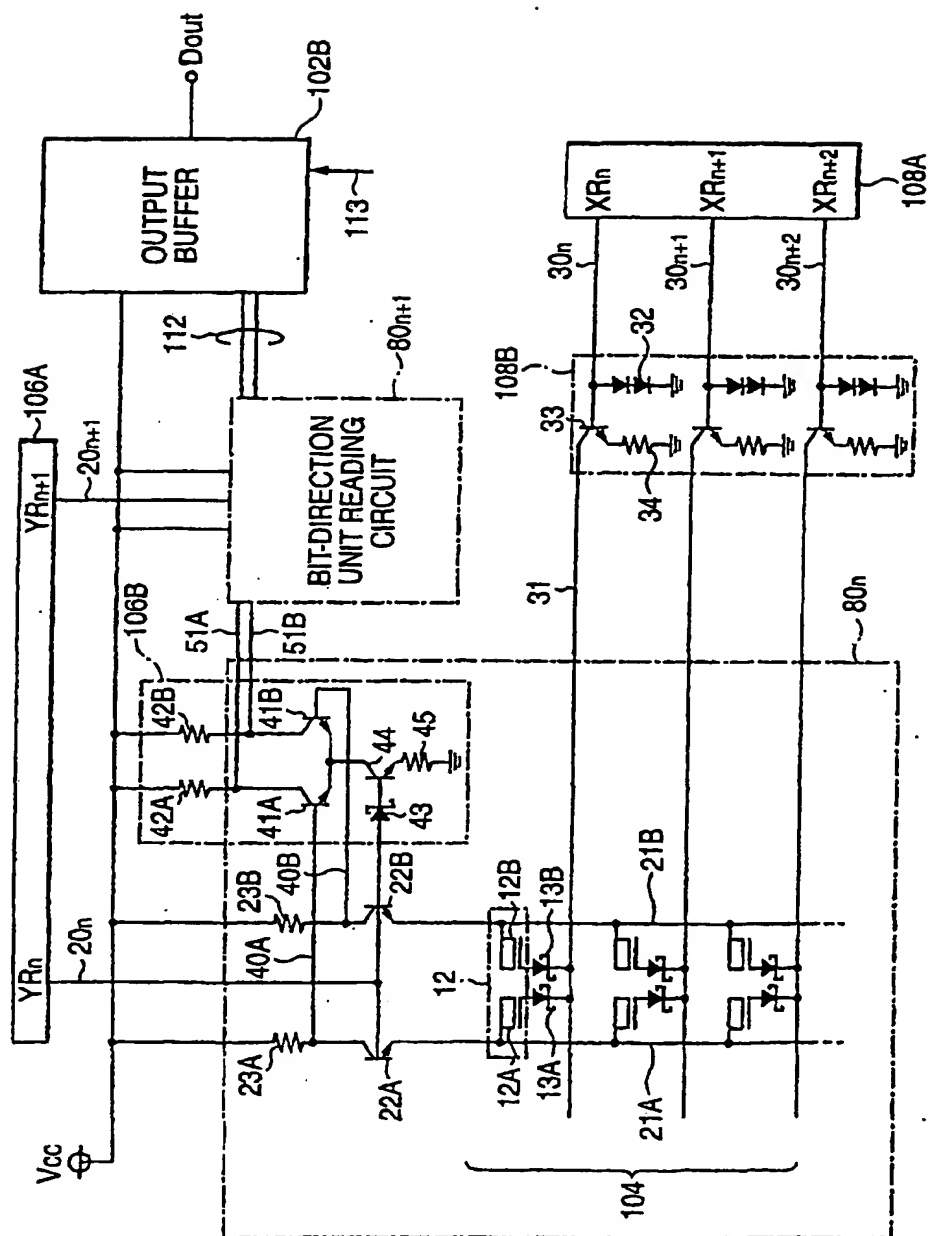 Vcc
YRn
106A
YRn+1
20n
20n+1
102B
OUTPUT
BUFFER
Dout
113
112
106B
51A
51B
80n+1
BIT-DIRECTION
UNIT READING
CIRCUIT
42A
42B
41A
41B
44
45
43
23A
23B
40A
40B
22A
22B
12
12A
12B
13A
13B
21A
21B
104
31
80n
108B
33
32
34
30n
30n+1
30n+2
XRn
XRn+1
XRn+2
108A